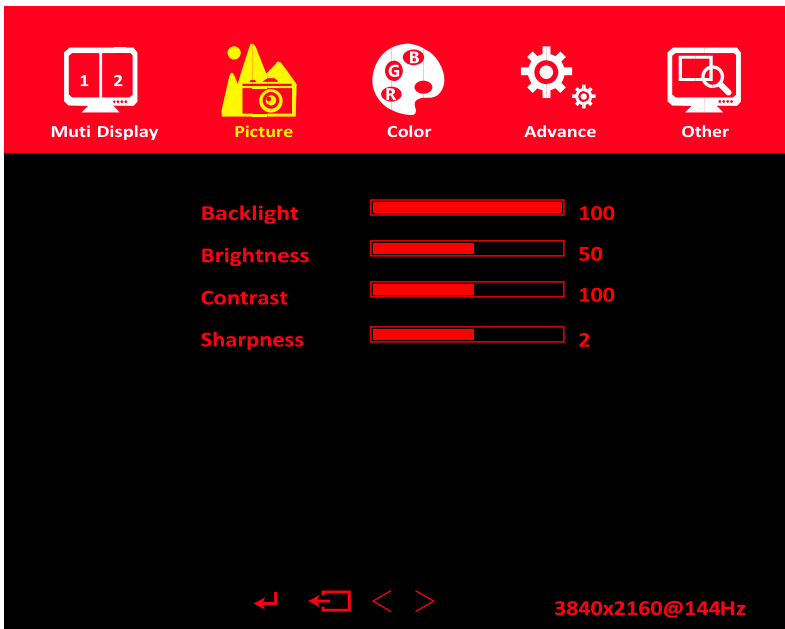 1 2
B
G
R
Muti Display
Picture
Color
Advance
Other
Backlight 100
Brightness 50
Contrast 100
Sharpness 2
3840x2160@144Hz